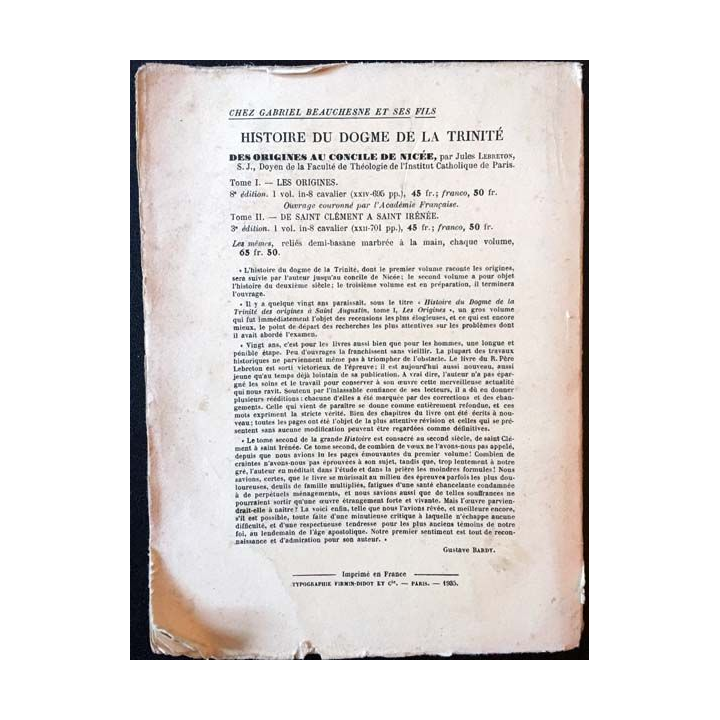 CHEZ GABRIEL BEAUCHESNE ET SES FILS
HISTOIRE DU DOGME DE LA TRINITÉ
DES ORIGINES AU CONCILE DE NICÉE, par Jules LEBRETON,
S. J., Doyen de la Faculté de Théologie de l'Institut Catholique de Paris.
Tome I. — LES ORIGINES.
8e édition. 1 vol. in-8 cavalier (XXIV-695 pp.), 45 fr.; franco, 50 fr.
Ouvrage couronné par l'Académie Française.
Tome II. — DE SAINT CLÉMENT A SAINT IRÉNÉE.
3e édition. 1 vol. in-8 cavalier (XXII-701 pp.), 45 fr.; franco, 50 fr.
Les mêmes, reliés demi-basane marbrée à la main, chaque volume,
65 fr. 50.
« L'histoire du dogme de la Trinité, dont le premier volume raconte les origines,
sera suivie par l'auteur jusqu'au concile de Nicée; le second volume a pour objet
l'histoire du deuxième siècle; le troisième volume est en préparation, il terminera
l'ouvrage.
« Il y a quelque vingt ans paraissait, sous le titre « Histoire du Dogme de la
Trinité des origines à Saint Augustin, tome I, Les Origines », un gros volume
qui fut immédiatement l'objet des recensions les plus élogieuses, et ce qui est encore
mieux, le point de départ des recherches les plus attentives sur les problèmes dont
il avait abordé l'examen.
« Vingt ans, c'est pour les livres aussi bien que pour les hommes, une longue et
pénible étape. Peu d'ouvrages la franchissent sans vieillir. La plupart des travaux
historiques ne parviennent même pas à triompher de l'obstacle. Le livre du R. Père
Lebreton est sorti victorieux de l'épreuve; il est aujourd'hui aussi nouveau, aussi
jeune qu'au temps déjà lointain de sa publication. A vrai dire, l'auteur n'a pas épar-
gné les soins et le travail pour conserver à son œuvre cette merveilleuse actualité
qui nous ravit. Soutenu par l'inlassable confiance de ses lecteurs, il a dû en donner
plusieurs rééditions: chacune d'elles a été marquée par des corrections et des chan-
gements. Celle qui vient de paraître se donne comme entièrement refondue, et ces
mots expriment la stricte vérité. Bien des chapitres du livre ont été écrits à nou-
veau; toutes les pages ont été l'objet de la plus attentive révision et celles qui se pré-
sentent sans aucune modification peuvent être regardées comme définitives.
« Le tome second de la grande Histoire est consacré au second siècle, de saint Clé-
ment à saint Irénée. Ce tome second, de combien de vœux ne l'avons-nous pas appelé,
depuis que nous avions lu les pages émouvantes du premier volume! Combien de
craintes n'avons-nous pas éprouvées à son sujet, tandis que, trop lentement à notre
gré, l'auteur en méditait dans l'étude et dans la prière les moindres formules! Nous
savions, certes, que le livre se mûrissait au milieu des épreuves parfois les plus dou-
loureuses, deuils de famille multipliés, fatigues d'une santé chancelante condamnée
à de perpétuels ménagements, et nous savions aussi que de telles souffrances ne
pourraient sortir qu'une œuvre étrangement forte et vivante. Mais l'œuvre parvien-
drait-elle à naître? La voici enfin, telle que nous l'avions rêvée, et meilleure encore,
s'il est possible, toute faite d'une minutieuse critique à laquelle n'échappe aucune
difficulté, et d'une respectueuse tendresse pour les plus anciens témoins de notre
foi, au lendemain de l'âge apostolique. Notre premier sentiment est tout de recon-
naissance et d'admiration pour son auteur. »
Gustave BARDY.
Imprimé en France
TYPOGRAPHIE FIRMIN-DIDOT ET Cie. — PARIS. — 1935.